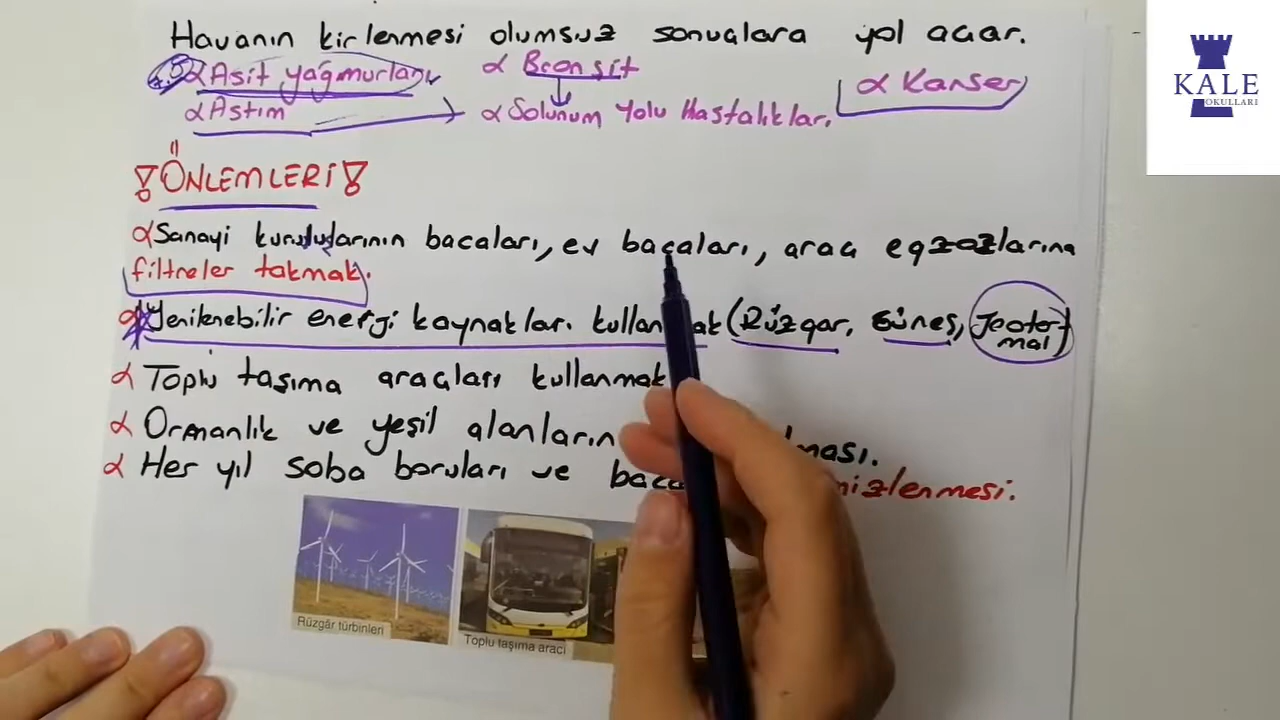 Havanın kirlenmesi olumsuz sonuçlara yol açar.
α Asit yağmurları α Bronşit α Kanser
α Astım α Solunum Yolu Hastalıkları
ÖNLEMLERİ
α Sanayi kuruluşlarının bacaları, ev bacaları, araç egzozlarına
filtreler takmak.
Yenilenebilir enerji kaynakları kullanmak (Rüzgar, Güneş, Jeotermal
α Toplu taşıma araçları kullanmak
α Ormanlık ve yeşil alanların
α Her yıl soba boruları ve
Rüzgâr türbinleri
Toplu taşıma aracı
KALE
OKULLARI